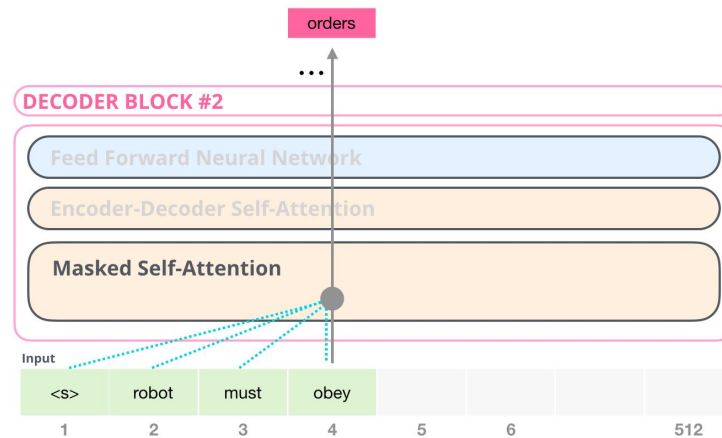 orders
...
DECODER BLOCK #2
Feed Forward Neural Network
Encoder-Decoder Self-Attention
Masked Self-Attention
Input
<s> robot must obey
1 2 3 4 5 6 512